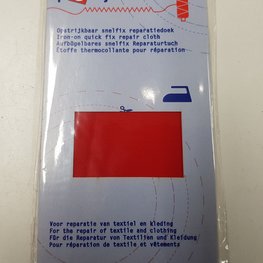 Opstrijkbaar snelfix reparatiedoek
Iron-on quick fix repair cloth
Aufbügelbares snelfix Reparaturtuch
Étoffe thermocollante pour réparation
Voor reparatie van textiel en kleding
For the repair of textile and clothing
Für die Reparatur von Textilien und Kleidung
Pour réparation de textile et vêtements